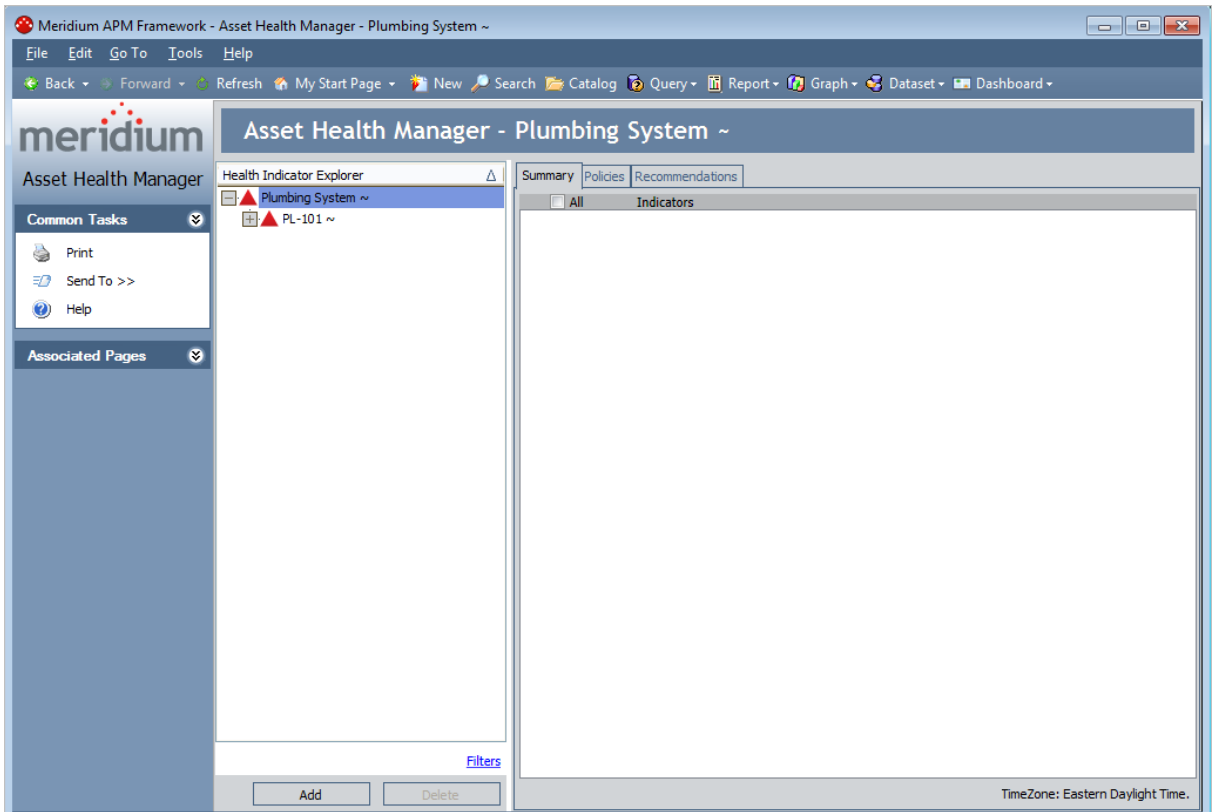 Meridium APM Framework - Asset Health Manager - Plumbing System ~
File Edit Go To Tools Help
Back Forward Refresh My Start Page New Search Catalog Query Report Graph Dataset Dashboard
meridium
Asset Health Manager - Plumbing System ~
Asset Health Manager
Common Tasks
Print
Send To >>
Help
Associated Pages
Health Indicator Explorer
Plumbing System ~
PL-101 ~
Filters
Add Delete
Summary Policies Recommendations
All Indicators
TimeZone: Eastern Daylight Time.